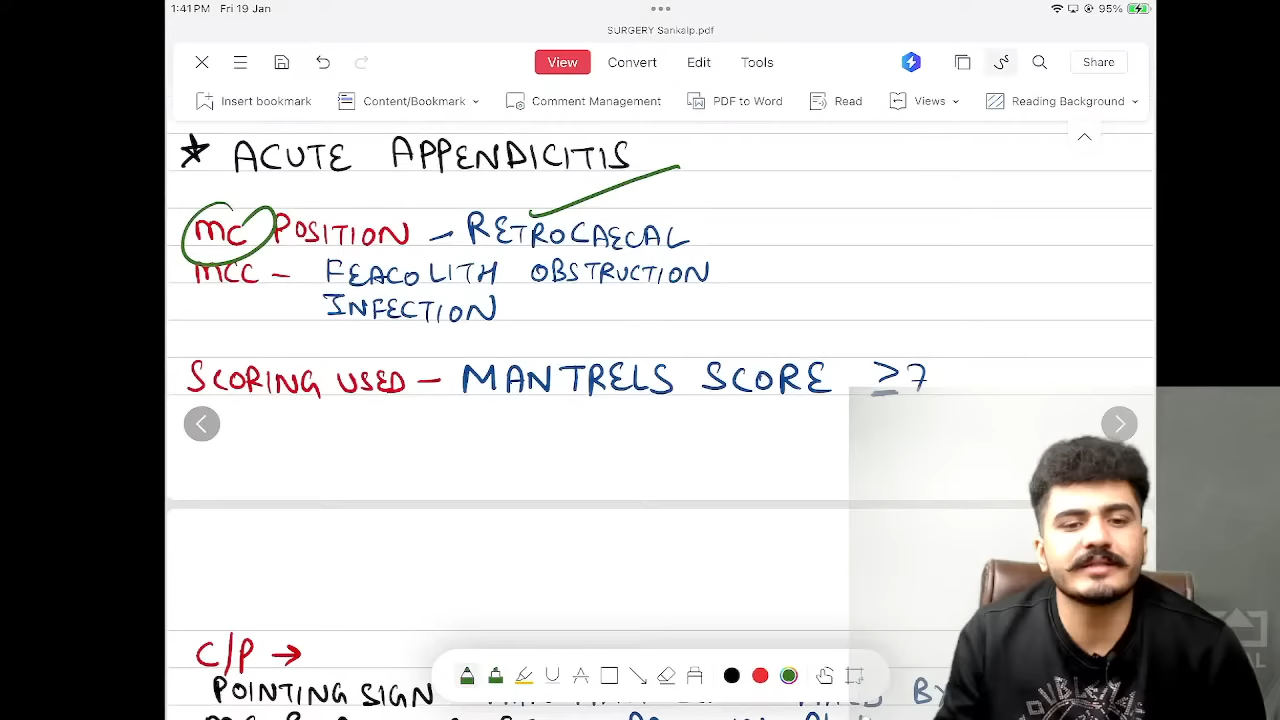 1:41 PM Fri 19 Jan
95%
SURGERY Sankalp.pdf
View Convert Edit Tools
Share
Insert bookmark Content/Bookmark Comment Management PDF to Word Read Views Reading Background
★ ACUTE APPENDICITIS
MC POSITION - RETROCAECAL
MCC - FEACOLITH OBSTRUCTION
INFECTION
SCORING USED - MANTRELS SCORE ≥7
C/P →
POINTING SIGN